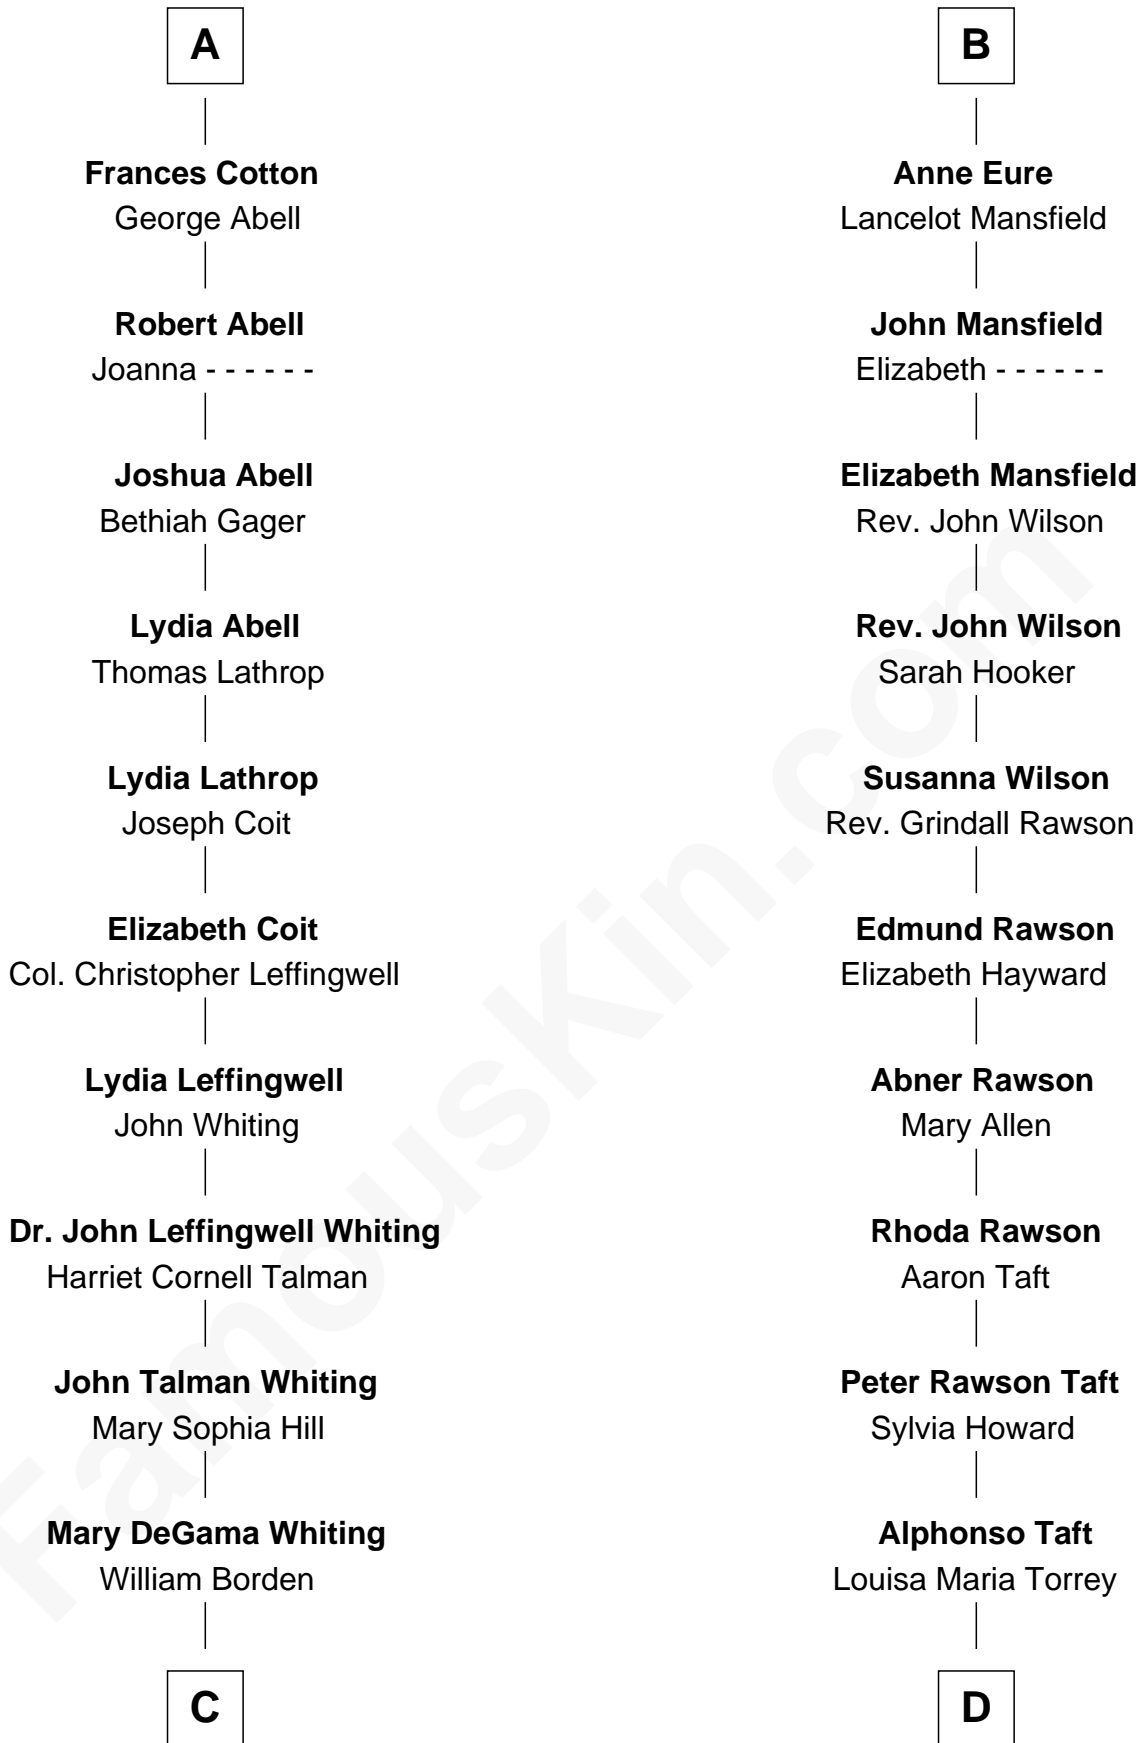 A
Frances Cotton
George Abell
Robert Abell
Joanna - - - - - -
Joshua Abell
Bethiah Gager
Lydia Abell
Thomas Lathrop
Lydia Lathrop
Joseph Coit
Elizabeth Coit
Col. Christopher Leffingwell
Lydia Leffingwell
John Whiting
Dr. John Leffingwell Whiting
Harriet Cornell Talman
John Talman Whiting
Mary Sophia Hill
Mary DeGama Whiting
William Borden
C
B
Anne Eure
Lancelot Mansfield
John Mansfield
Elizabeth - - - - - -
Elizabeth Mansfield
Rev. John Wilson
Rev. John Wilson
Sarah Hooker
Susanna Wilson
Rev. Grindall Rawson
Edmund Rawson
Elizabeth Hayward
Abner Rawson
Mary Allen
Rhoda Rawson
Aaron Taft
Peter Rawson Taft
Sylvia Howard
Alphonso Taft
Louisa Maria Torrey
D
FamousKin.com